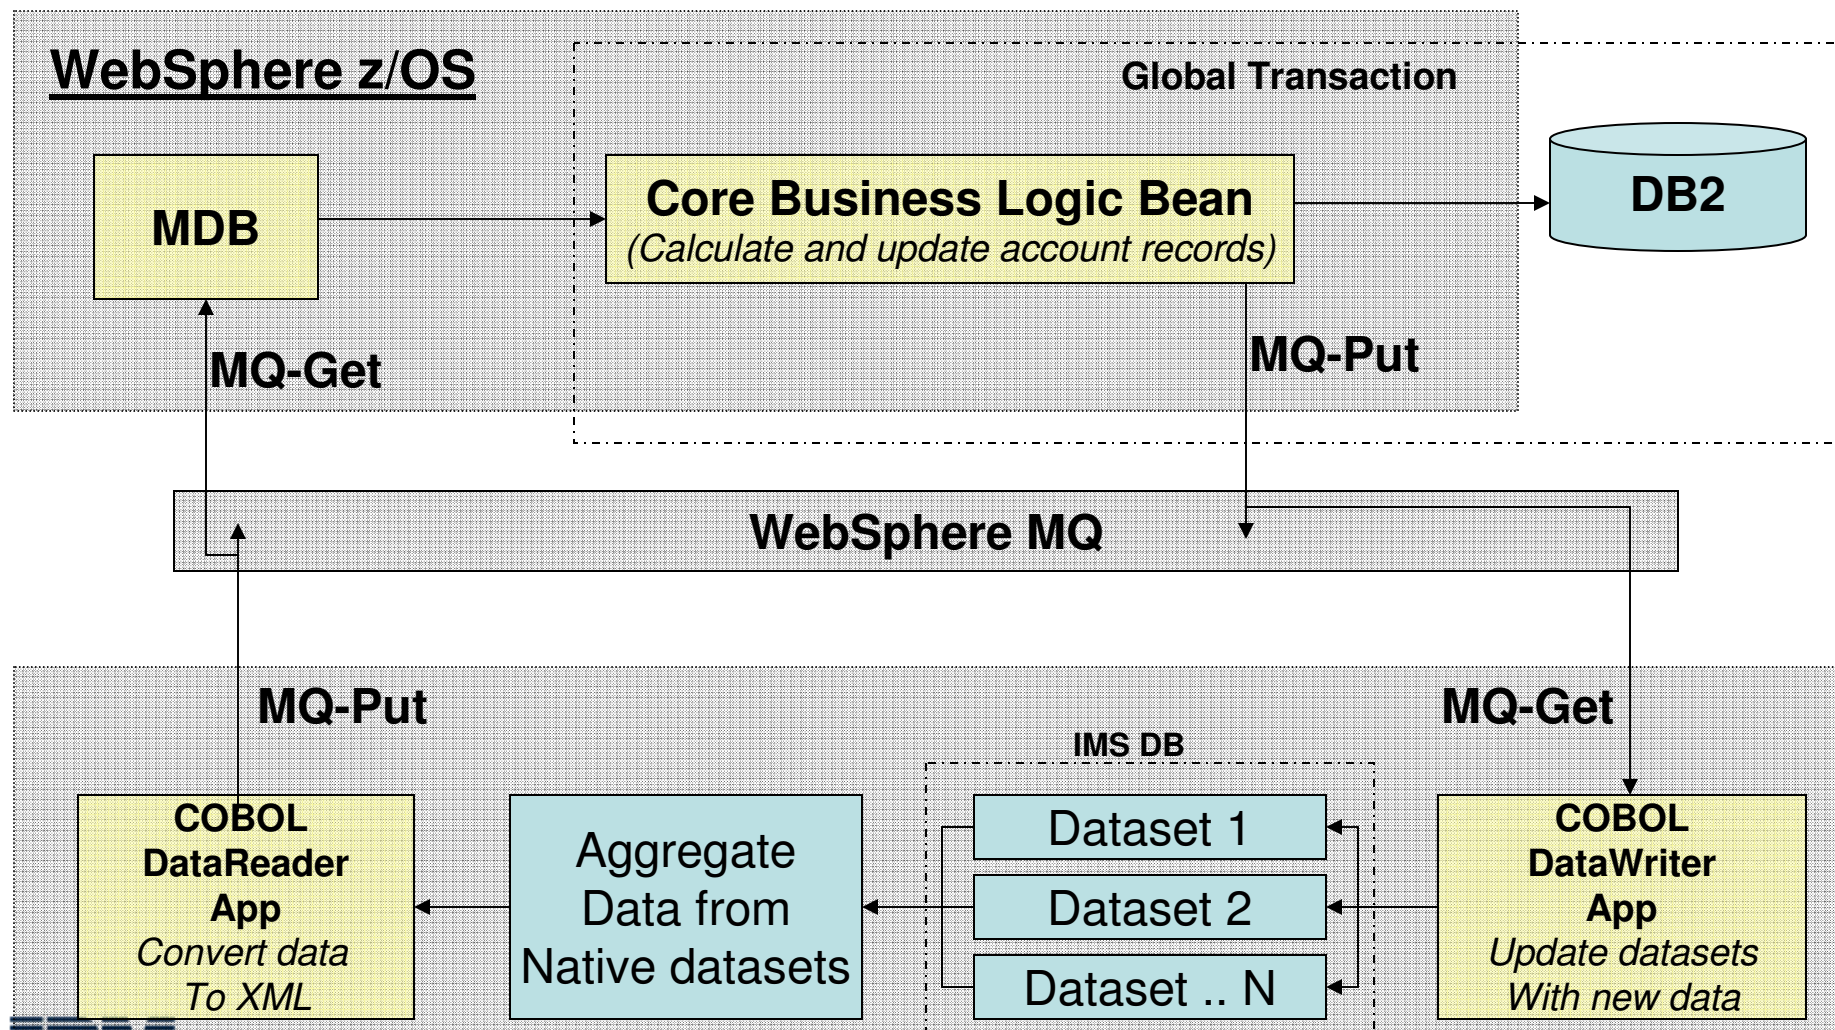 WebSphere z/OS
Global Transaction
MDB
Core Business Logic Bean
(Calculate and update account records)
DB2
MQ-Get
MQ-Put
WebSphere MQ
MQ-Put
MQ-Get
IMS DB
COBOL
DataReader
App
Convert data
To XML
Aggregate
Data from
Native datasets
Dataset 1
Dataset 2
Dataset .. N
COBOL
DataWriter
App
Update datasets
With new data